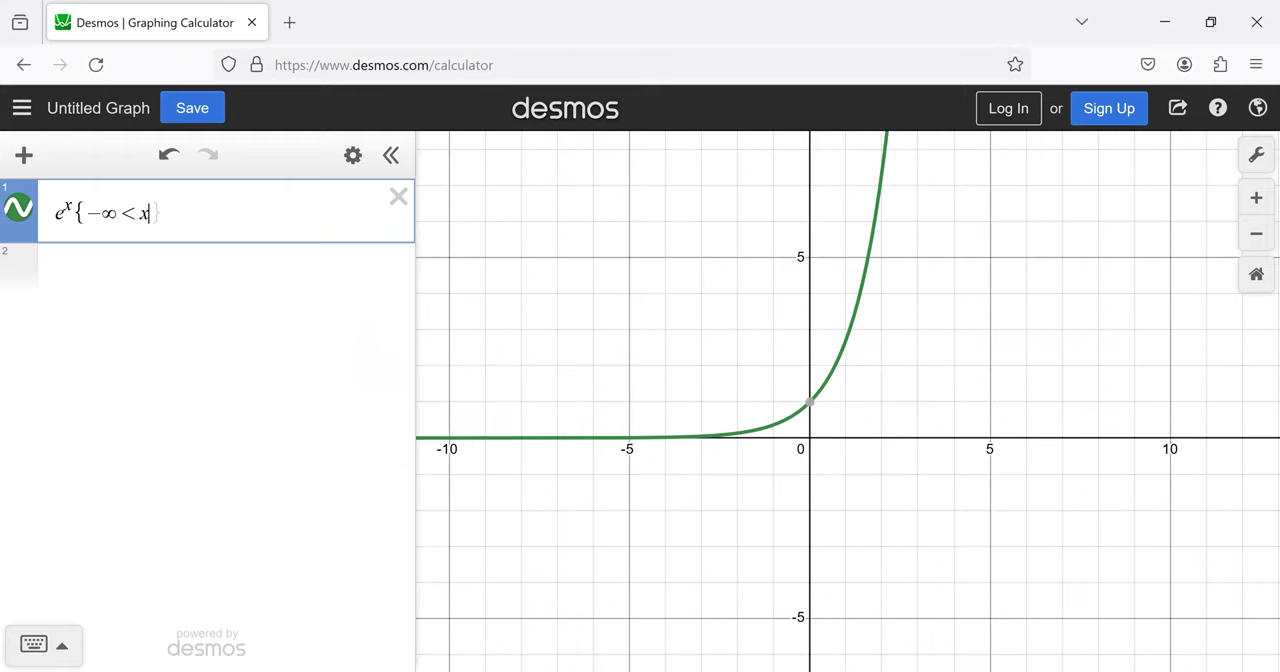 Desmos | Graphing Calculator
https://www.desmos.com/calculator
Untitled Graph
Save
desmos
Log In
or
Sign Up
1
e^x{−∞ < x}
2
powered by
desmos
5
-10
-5
0
5
10
-5